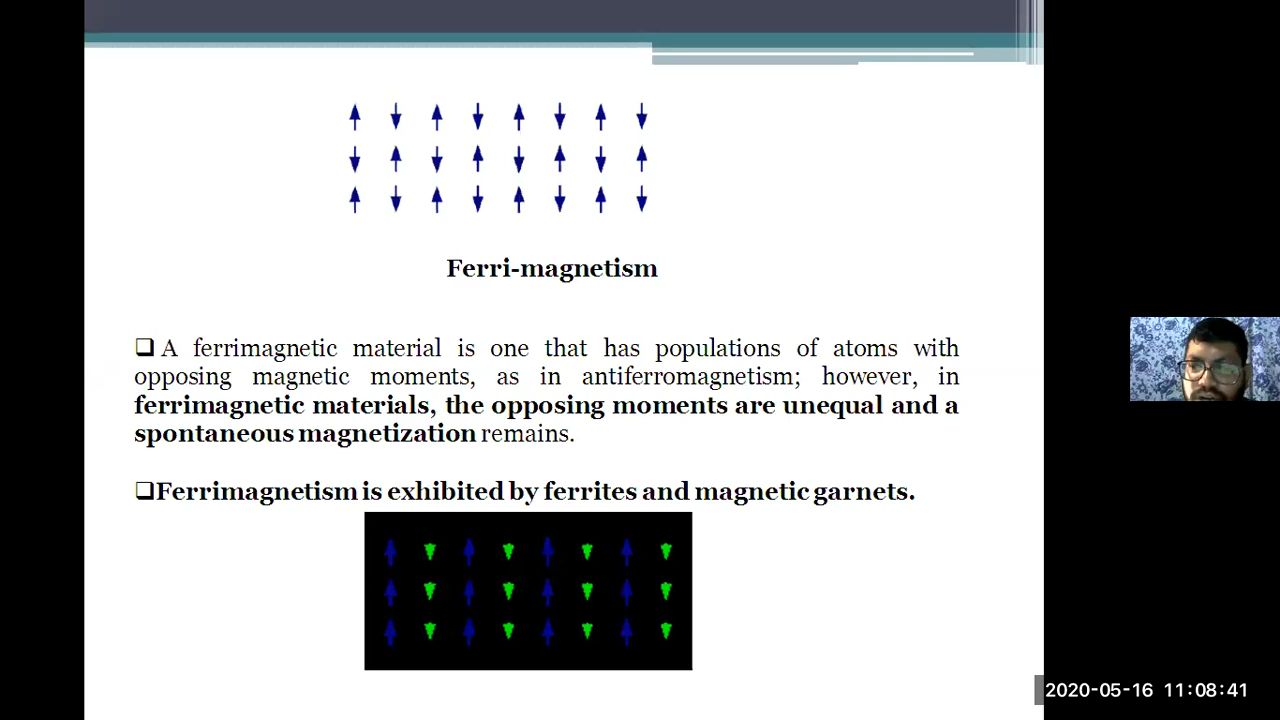 Ferri-magnetism
❑ A ferrimagnetic material is one that has populations of atoms with
opposing magnetic moments, as in antiferromagnetism; however, in
ferrimagnetic materials, the opposing moments are unequal and a
spontaneous magnetization remains.
❑Ferrimagnetism is exhibited by ferrites and magnetic garnets.
2020-05-16 11:08:41